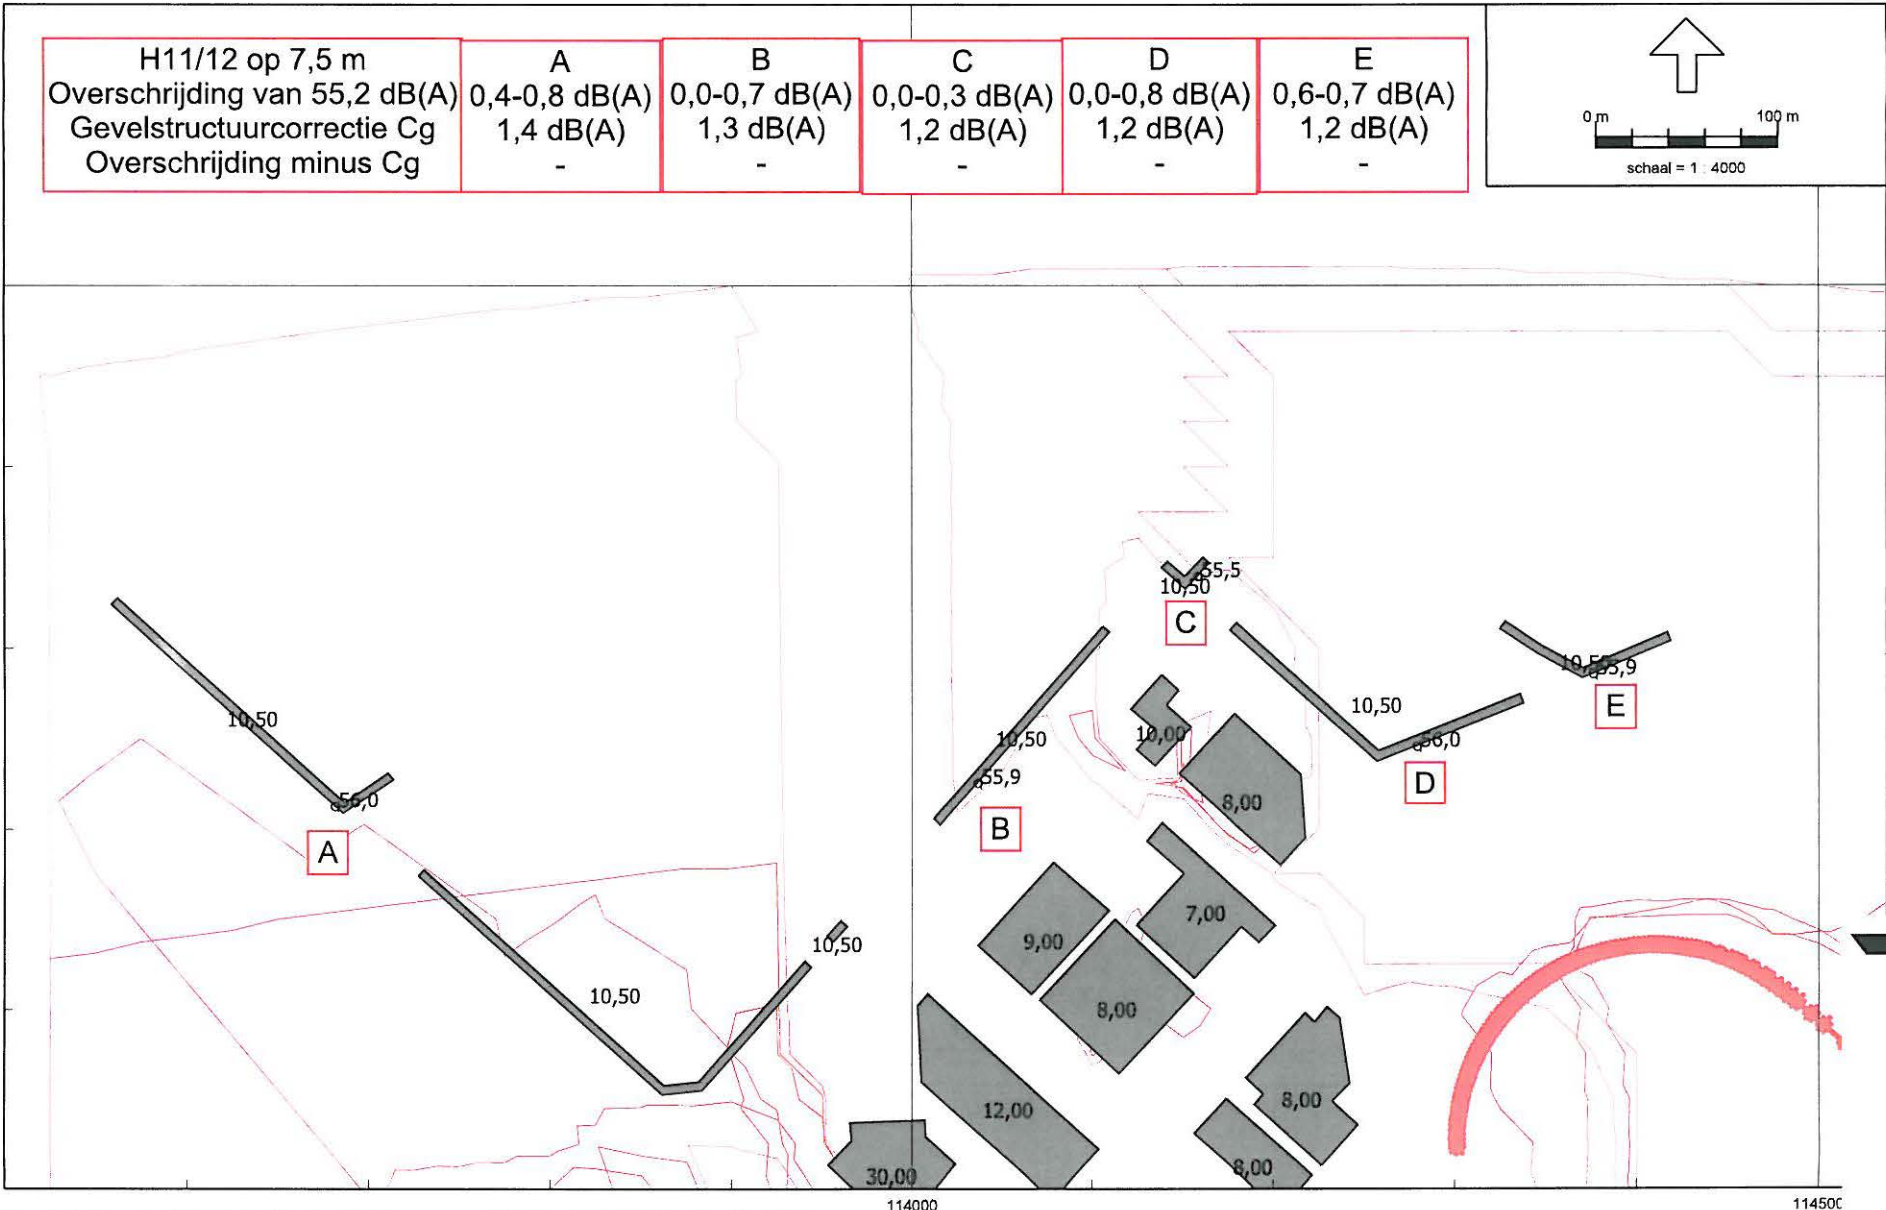 H11/12 op 7,5 m A B C D E
Overschrijding van 55,2 dB(A) 0,4-0,8 dB(A) 0,0-0,7 dB(A) 0,0-0,3 dB(A) 0,0-0,8 dB(A) 0,6-0,7 dB(A)
Gevelstructuurcorrectie Cg 1,4 dB(A) 1,3 dB(A) 1,2 dB(A) 1,2 dB(A) 1,2 dB(A)
Overschrijding minus Cg - - - - -
0 m 100 m
schaal = 1 : 4000
55,5
10,50
C
10,50 55,9
E
10,50
10,50
10,00
10,50
56,0
D
55,9
56,0
8,00
B
A
7,00
9,00
10,50
10,50
8,00
8,00
12,00
8,00
30,00
114000